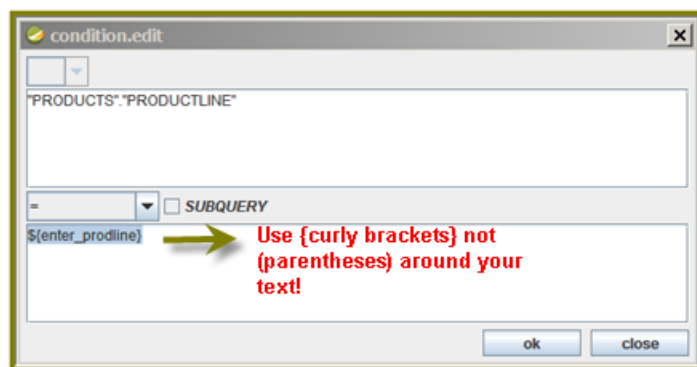 condition.edit
"PRODUCTS"."PRODUCTLINE"
= SUBQUERY
${enter_prodline}
Use {curly brackets} not
(parentheses) around your
text!
ok close